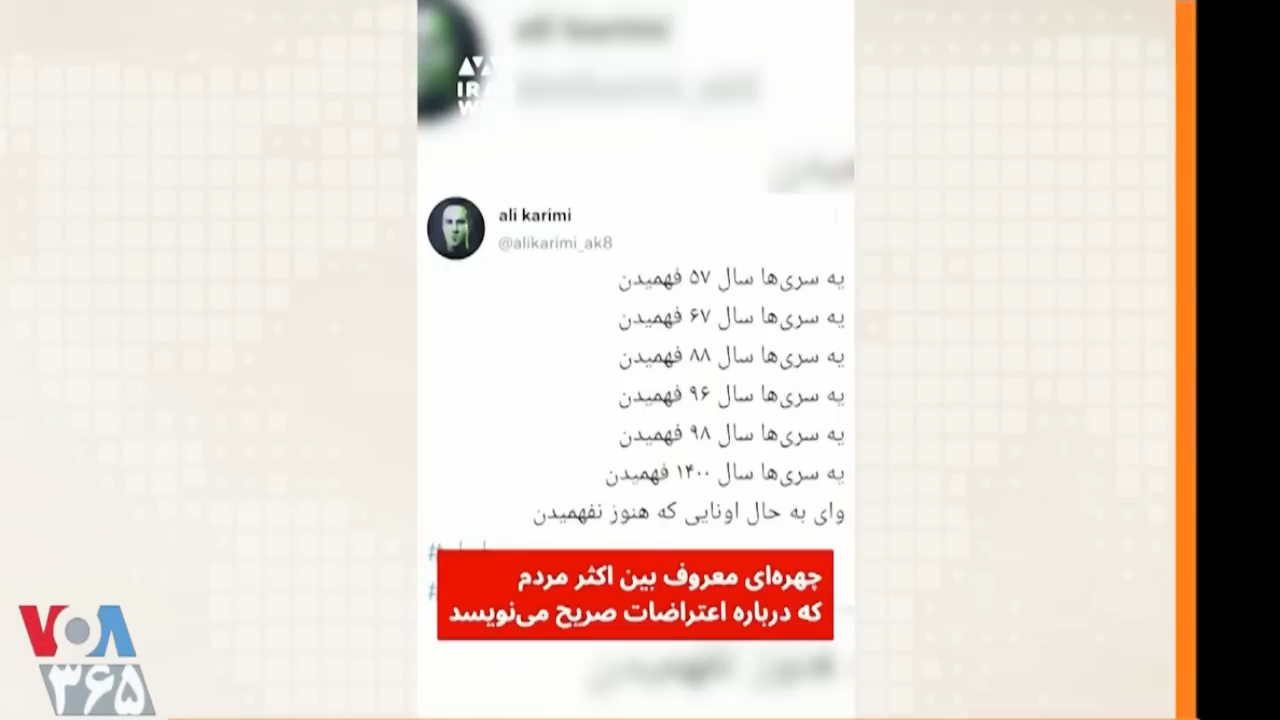 ali karimi
@alikarimi_ak8
یه سری‌ها سال ۵۷ فهمیدن
یه سری‌ها سال ۶۷ فهمیدن
یه سری‌ها سال ۸۸ فهمیدن
یه سری‌ها سال ۹۶ فهمیدن
یه سری‌ها سال ۹۸ فهمیدن
یه سری‌ها سال ۱۴۰۰ فهمیدن
وای به حال اونایی که هنوز نفهمیدن
چهره‌ای معروف بین اکثر مردم
که درباره اعتراضات صریح می‌نویسد
VOA
۳۶۵